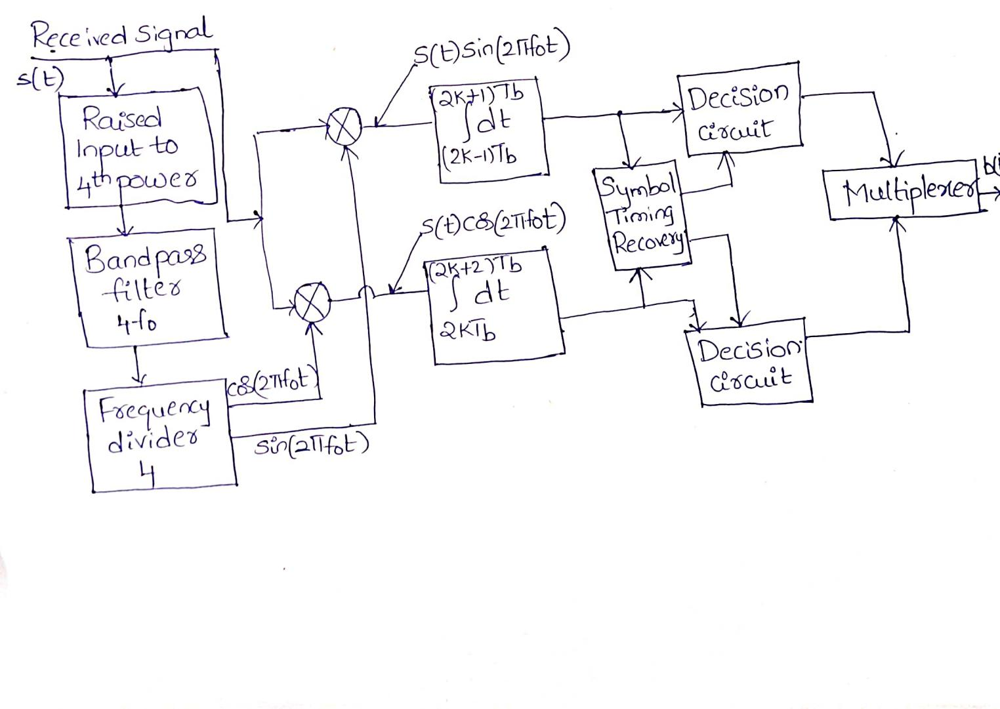 Received Signal
s(t)
Raised
Input to
4th power
Bandpass
filter
4fo
Frequency
divider
4
cos(2πfot)
sin(2πfot)
S(t)Sin(2πfot)
(2K+1)Tb
∫dt
(2K-1)Tb
s(t)cos(2πfot)
(2K+2)Tb
∫ dt
2KTb
Decision
circuit
Symbol
Timing
Recovery
Decision
circuit
Multiplexer